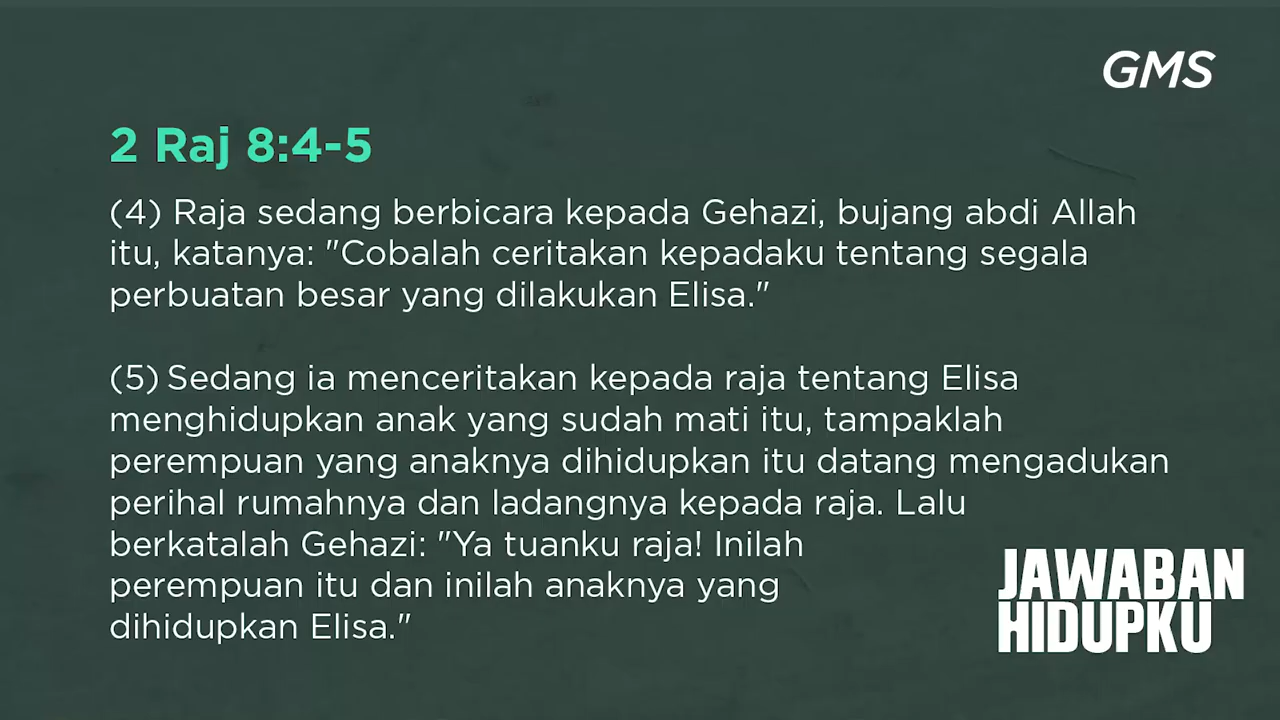 GMS
2 Raj 8:4-5
(4) Raja sedang berbicara kepada Gehazi, bujang abdi Allah
itu, katanya: "Cobalah ceritakan kepadaku tentang segala
perbuatan besar yang dilakukan Elisa."
(5) Sedang ia menceritakan kepada raja tentang Elisa
menghidupkan anak yang sudah mati itu, tampaklah
perempuan yang anaknya dihidupkan itu datang mengadukan
perihal rumahnya dan ladangnya kepada raja. Lalu
berkatalah Gehazi: "Ya tuanku raja! Inilah
perempuan itu dan inilah anaknya yang
dihidupkan Elisa."
JAWABAN
HIDUPKU